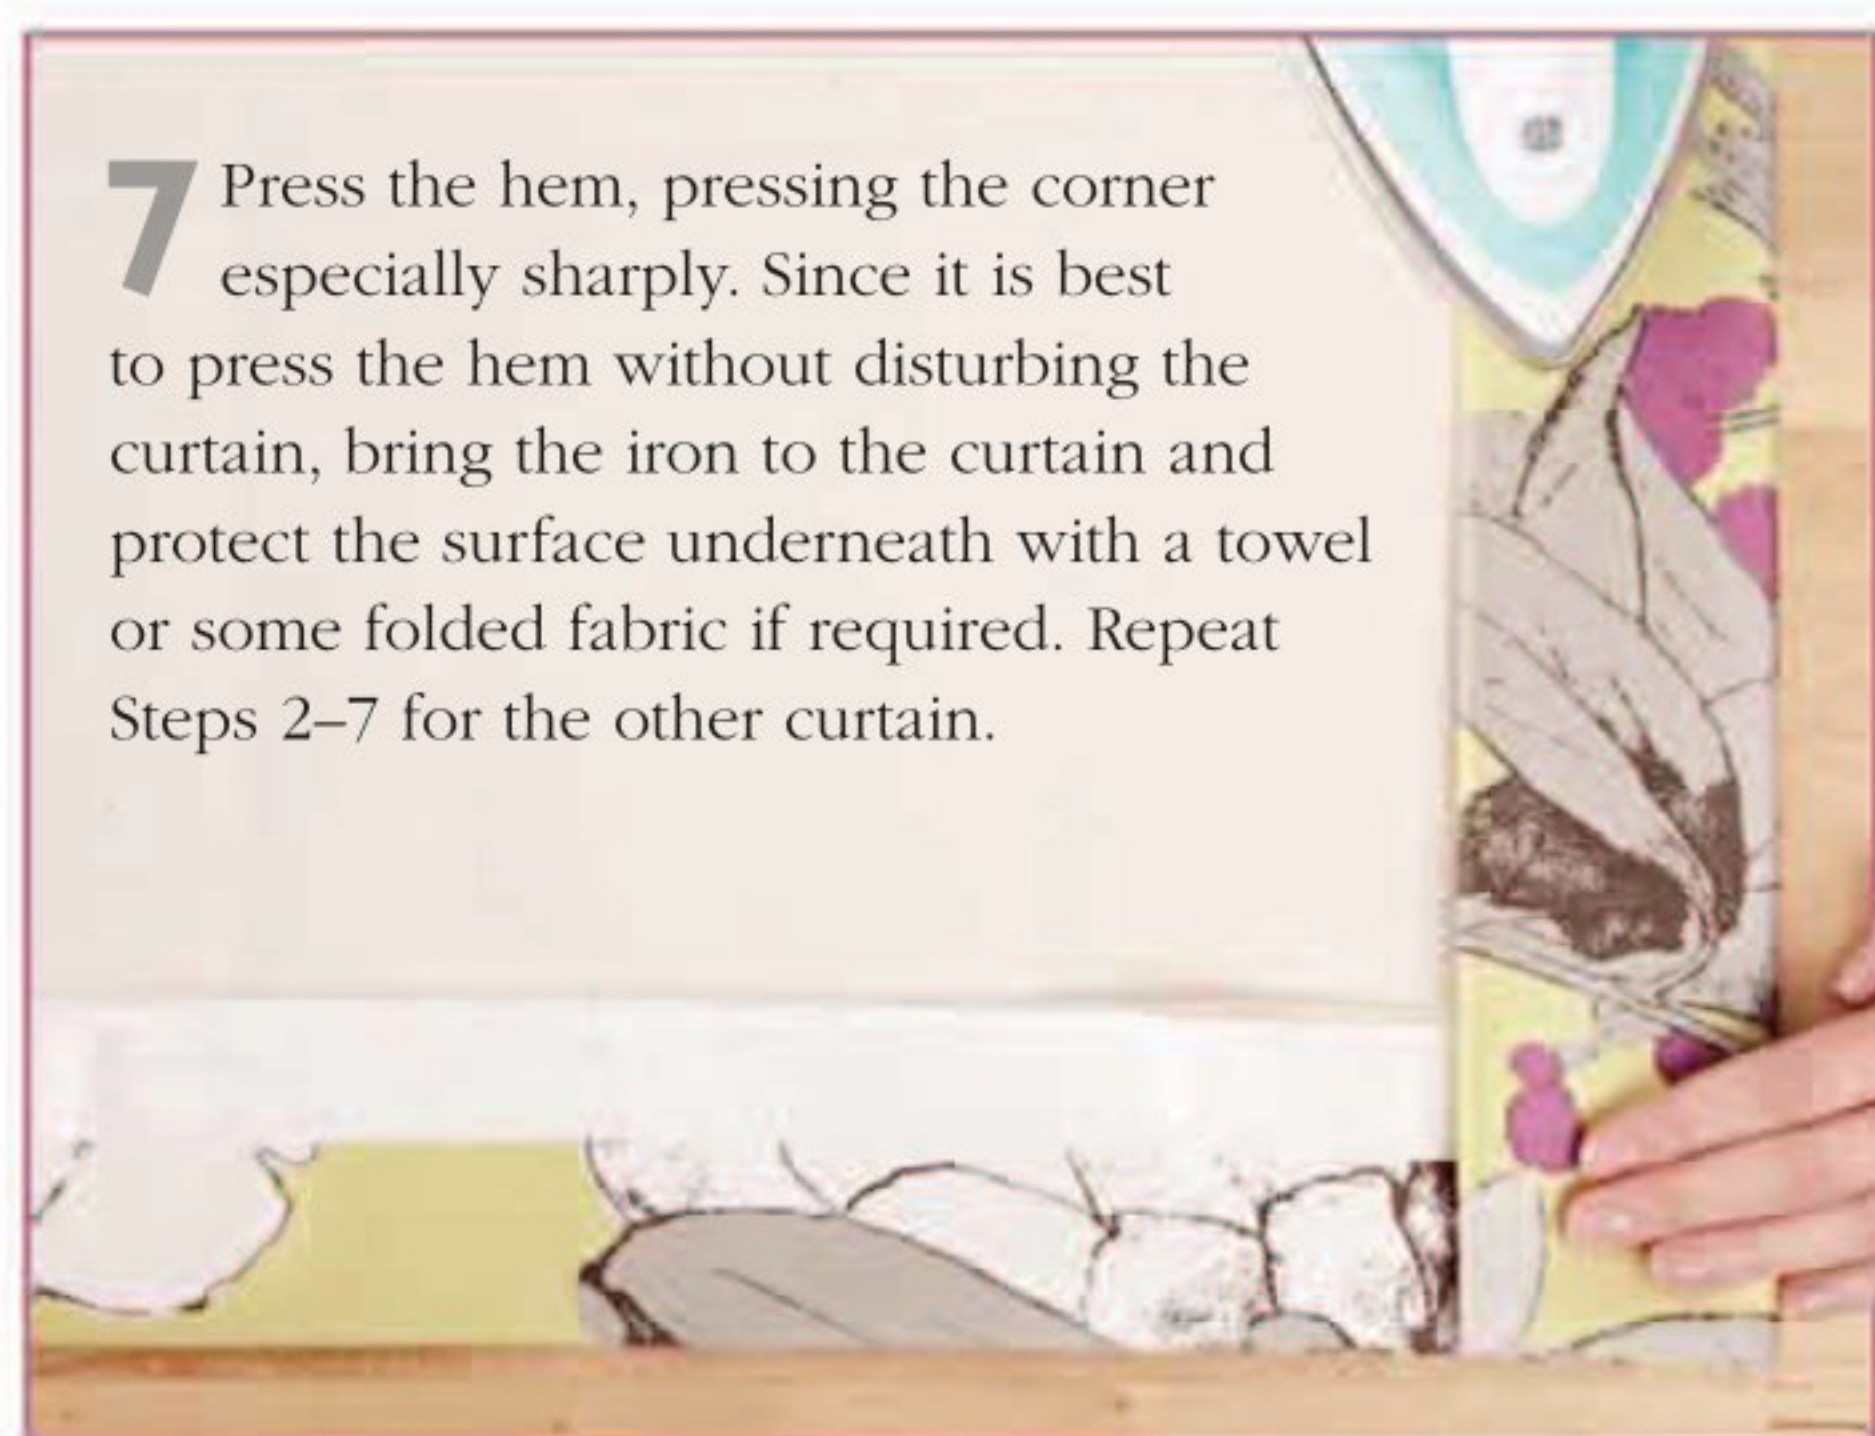 7 Press the hem, pressing the corner
especially sharply. Since it is best
to press the hem without disturbing the
curtain, bring the iron to the curtain and
protect the surface underneath with a towel
or some folded fabric if required. Repeat
Steps 2–7 for the other curtain.